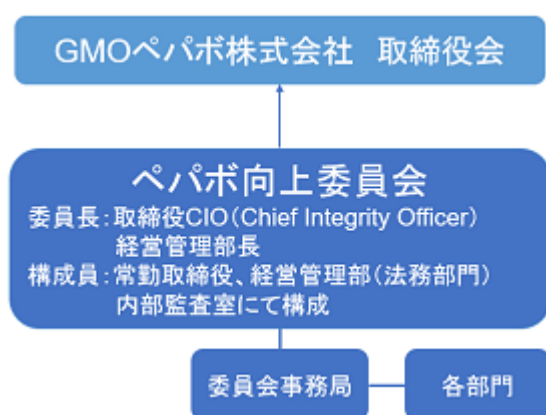 GMOペパボ株式会社　取締役会
ペパボ向上委員会
委員長：取締役CIO（Chief Integrity Officer）
経営管理部長
構成員：常勤取締役、経営管理部（法務部門）
内部監査室にて構成
委員会事務局
各部門